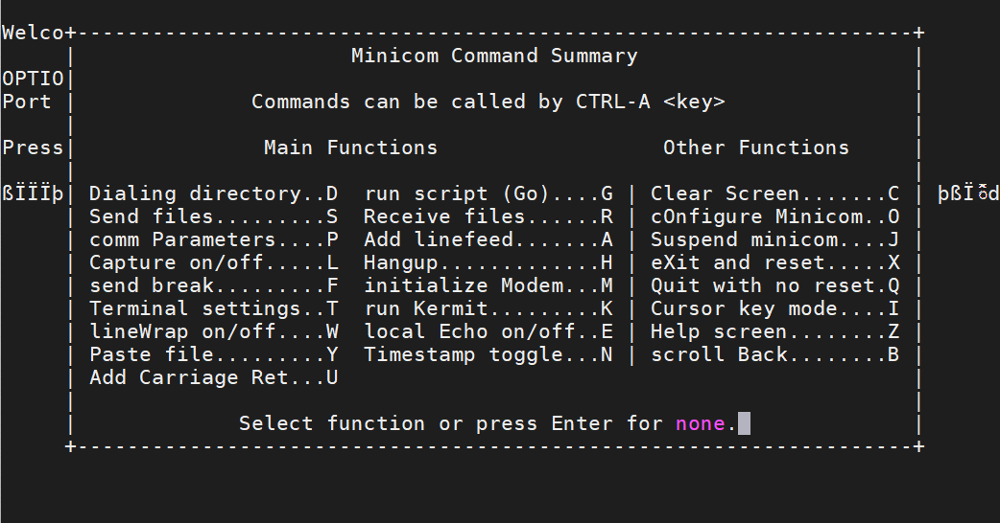 Welco+-------------------------------------------------------------------+
| Minicom Command Summary |
OPTIO| |
Port | Commands can be called by CTRL-A <key> |
| |
Press| Main Functions Other Functions |
| |
ßÏÏÏþ| Dialing directory..D run script (Go)....G | Clear Screen.......C | þßÏ
| Send files.........S Receive files......R | cOnfigure Minicom..O |
| comm Parameters....P Add linefeed.......A | Suspend minicom....J |
| Capture on/off.....L Hangup.............H | eXit and reset.....X |
| send break.........F initialize Modem...M | Quit with no reset.Q |
| Terminal settings..T run Kermit.........K | Cursor key mode....I |
| lineWrap on/off....W local Echo on/off..E | Help screen........Z |
| Paste file.........Y Timestamp toggle...N | scroll Back........B |
| Add Carriage Ret...U |
| |
| Select function or press Enter for none. |
+-------------------------------------------------------------------+